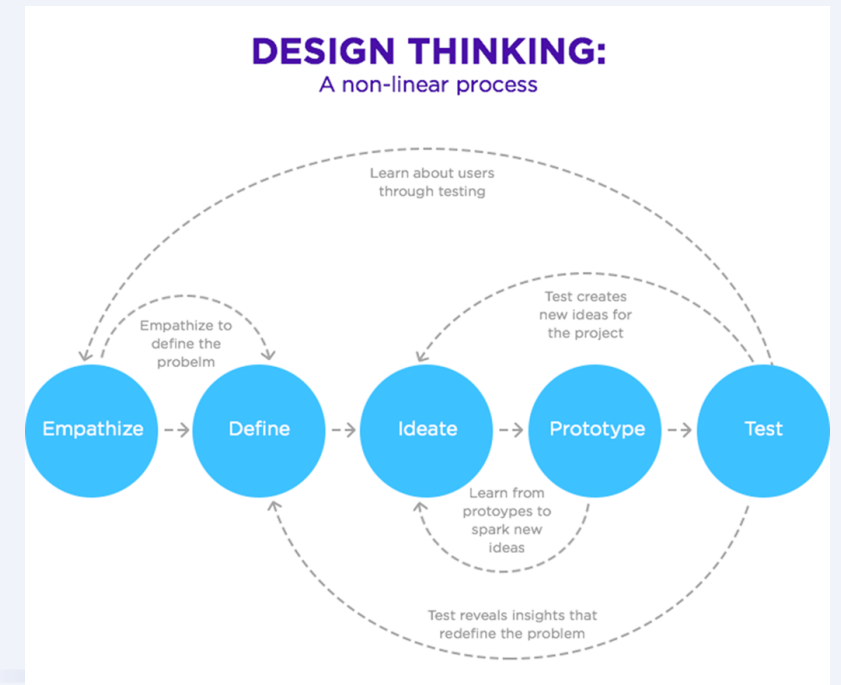 DESIGN THINKING:
A non-linear process
Learn about users
through testing
Test creates
new ideas for
the project
Empathize to
define the
probelm
Empathize
Define
Ideate
Prototype
Test
Learn from
protoypes to
spark new
ideas
Test reveals insights that
redefine the problem